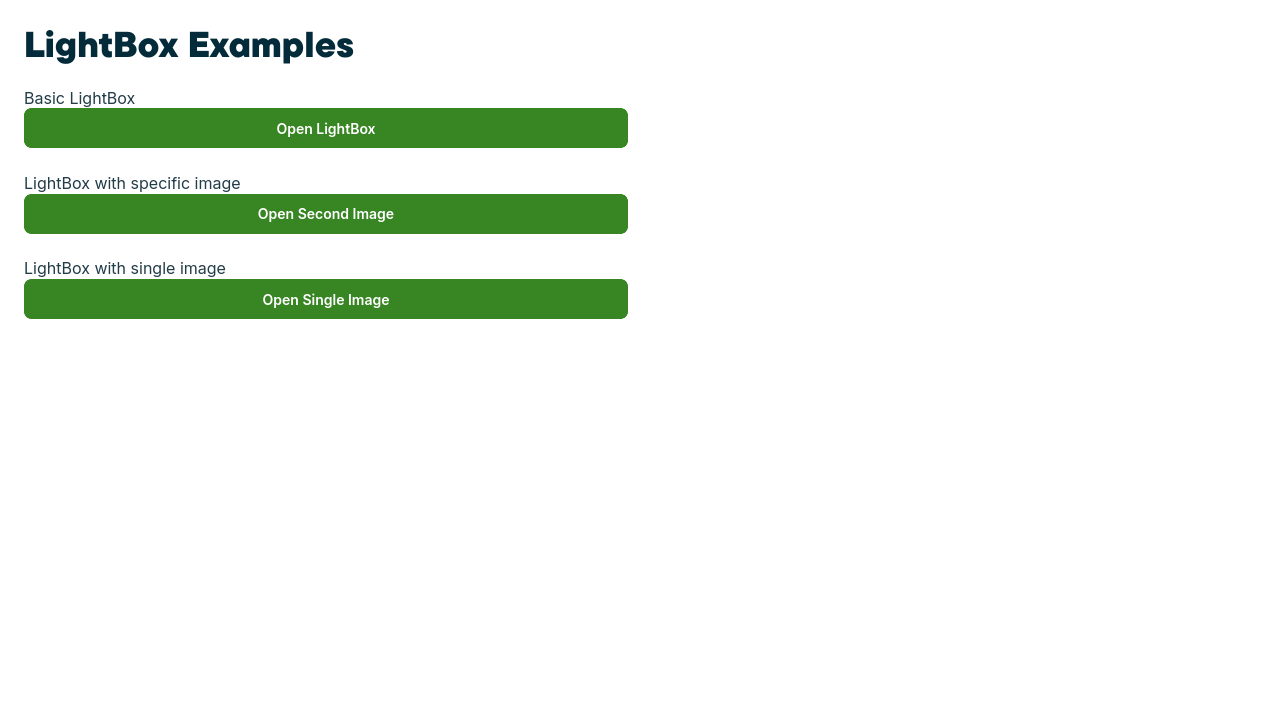 LightBox Examples
Basic LightBox
Open LightBox
LightBox with specific image
Open Second Image
LightBox with single image
Open Single Image